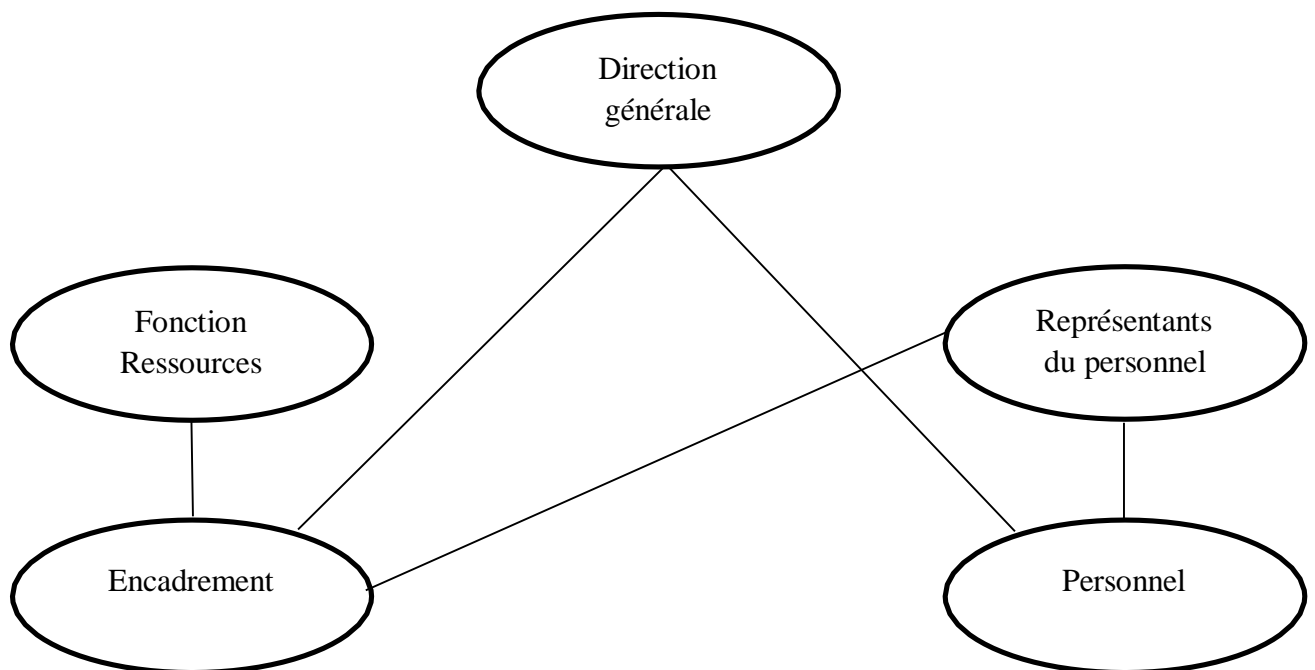 Direction
générale
Fonction
Ressources
Représentants
du personnel
Encadrement
Personnel